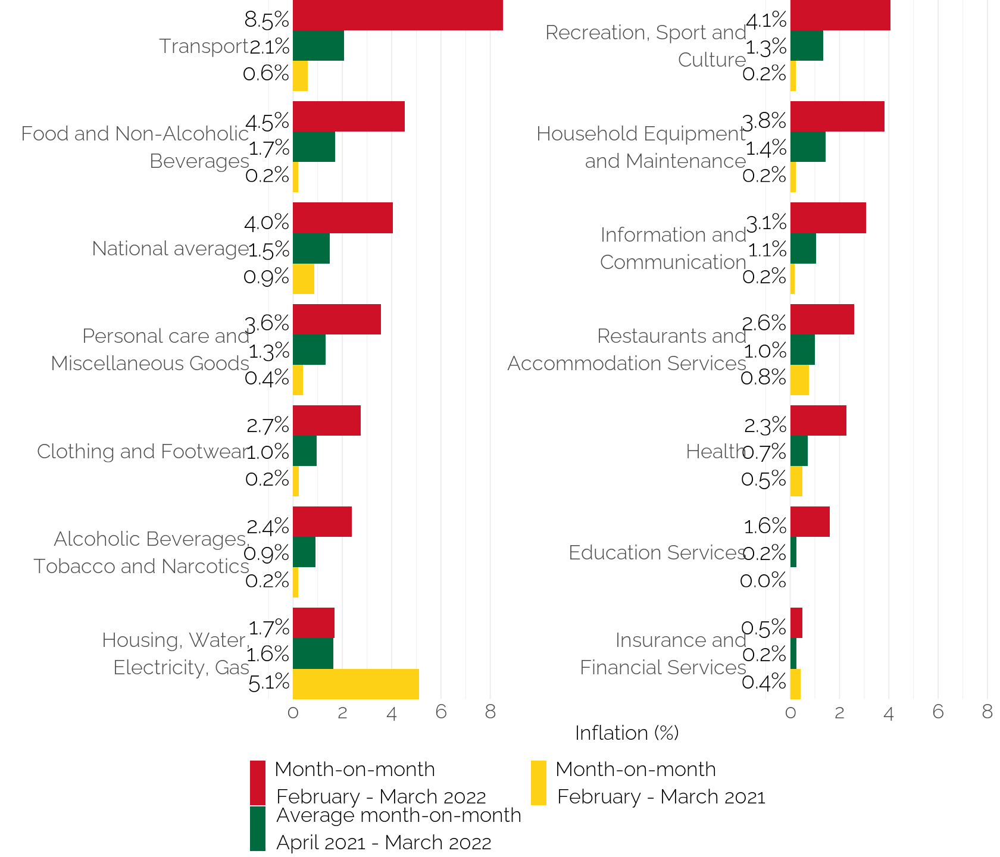 8.5%
Transport 2.1%
0.6%
Food and Non-Alcoholic
Beverages
4.5%
1.7%
0.2%
4.0%
National average 1.5%
0.9%
Personal care and
Miscellaneous Goods
3.6%
1.3%
0.4%
2.7%
Clothing and Footwear 1.0%
0.2%
Alcoholic Beverages,
Tobacco and Narcotics
2.4%
0.9%
0.2%
Housing, Water,
Electricity, Gas
1.7%
1.6%
5.1%
0 2 4 6 8
Recreation, Sport and
Culture
4.1%
1.3%
0.2%
Household Equipment
and Maintenance
3.8%
1.4%
0.2%
Information and
Communication
3.1%
1.1%
0.2%
Restaurants and
Accommodation Services
2.6%
1.0%
0.8%
2.3%
Health 0.7%
0.5%
1.6%
Education Services 0.2%
0.0%
Insurance and
Financial Services
0.5%
0.2%
0.4%
0 2 4 6 8
Inflation (%)
Month-on-month
February - March 2022
Average month-on-month
April 2021 - March 2022
Month-on-month
February - March 2021